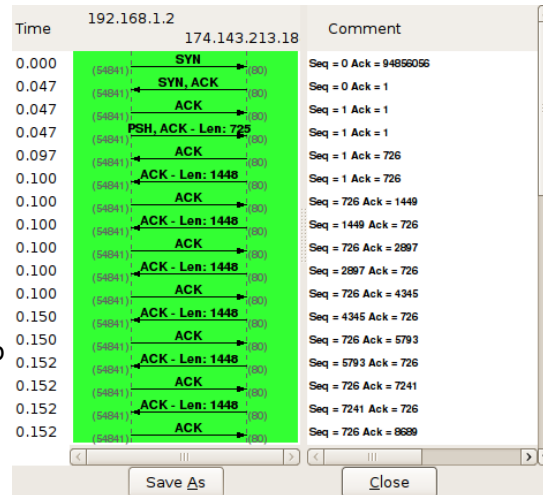 Time 192.168.1.2 174.143.213.18 Comment
0.000 SYN (54841) (80) Seq = 0 Ack = 94856056
0.047 SYN, ACK (54841) (80) Seq = 0 Ack = 1
0.047 ACK (54841) (80) Seq = 1 Ack = 1
0.047 PSH, ACK - Len: 725 (54841) (80) Seq = 1 Ack = 1
0.097 ACK (54841) (80) Seq = 1 Ack = 726
0.100 ACK - Len: 1448 (54841) (80) Seq = 1 Ack = 726
0.100 ACK (54841) (80) Seq = 726 Ack = 1449
0.100 ACK - Len: 1448 (54841) (80) Seq = 1449 Ack = 726
0.100 ACK (54841) (80) Seq = 726 Ack = 2897
0.100 ACK - Len: 1448 (54841) (80) Seq = 2897 Ack = 726
0.100 ACK (54841) (80) Seq = 726 Ack = 4345
0.150 ACK - Len: 1448 (54841) (80) Seq = 4345 Ack = 726
0.150 ACK (54841) (80) Seq = 726 Ack = 5793
0.152 ACK - Len: 1448 (54841) (80) Seq = 5793 Ack = 726
0.152 ACK (54841) (80) Seq = 726 Ack = 7241
0.152 ACK - Len: 1448 (54841) (80) Seq = 7241 Ack = 726
0.152 ACK (54841) (80) Seq = 726 Ack = 8689
Save As Close